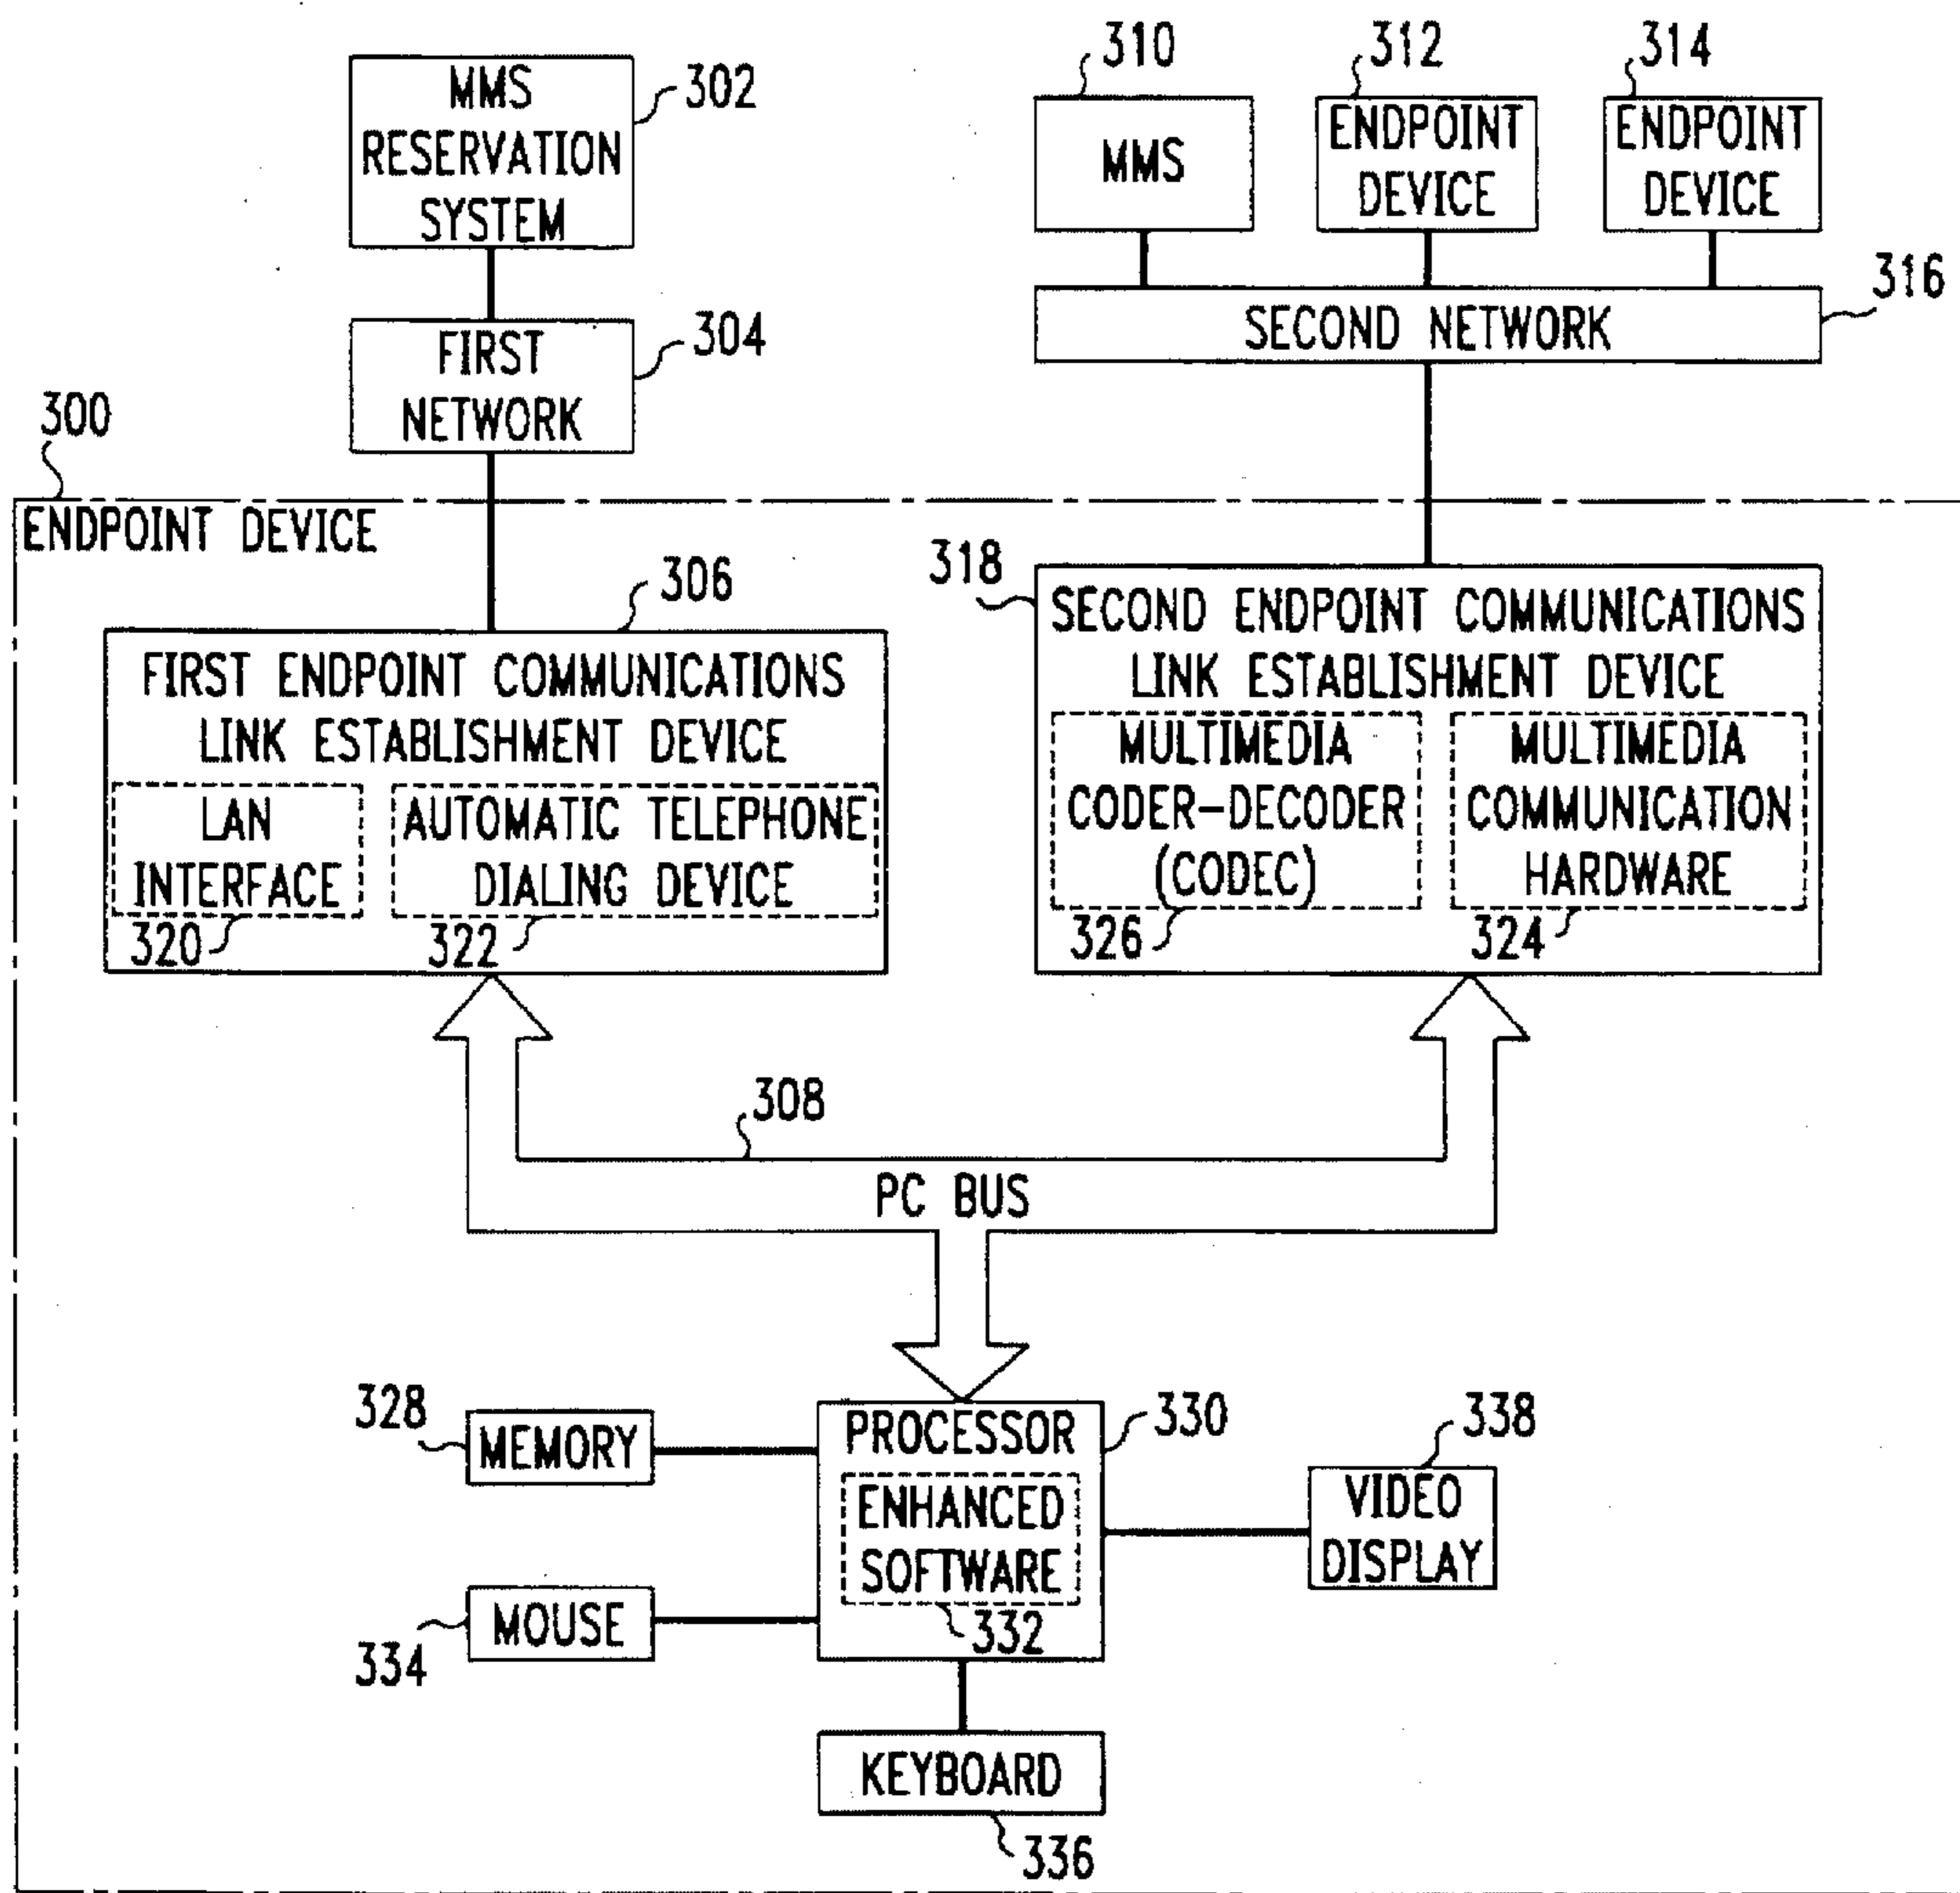 310
312
314
MMS
RESERVATION
SYSTEM
302
MMS
ENDPOINT
DEVICE
ENDPOINT
DEVICE
316
SECOND NETWORK
FIRST
NETWORK
304
300
ENDPOINT DEVICE
306
FIRST ENDPOINT COMMUNICATIONS
LINK ESTABLISHMENT DEVICE
LAN
INTERFACE
320
AUTOMATIC TELEPHONE
DIALING DEVICE
322
318
SECOND ENDPOINT COMMUNICATIONS
LINK ESTABLISHMENT DEVICE
MULTIMEDIA
CODER-DECODER
(CODEC)
326
MULTIMEDIA
COMMUNICATION
HARDWARE
324
308
PC BUS
328
MEMORY
PROCESSOR
330
ENHANCED
SOFTWARE
332
338
VIDEO
DISPLAY
MOUSE
334
KEYBOARD
336